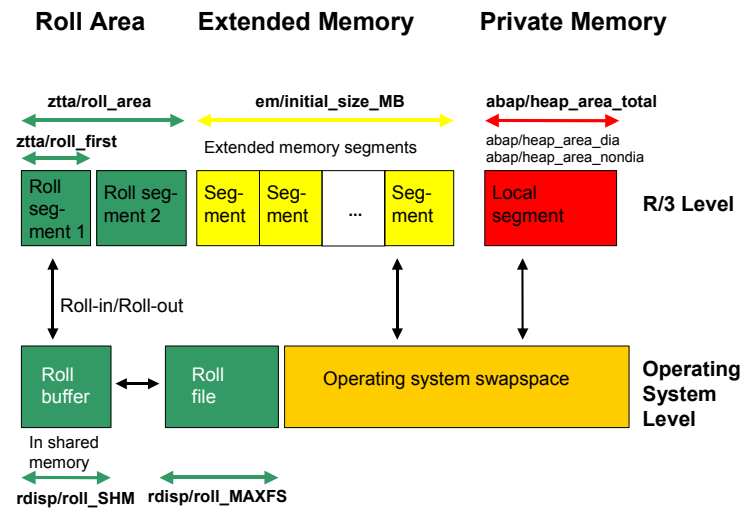 Roll Area
Extended Memory
Private Memory
ztta/roll_area
em/initial_size_MB
abap/heap_area_total
ztta/roll_first
Extended memory segments
abap/heap_area_dia
abap/heap_area_nondia
Roll
seg-
ment 1
Roll seg-
ment 2
Seg-
ment
Seg-
ment
...
Seg-
ment
Local
segment
R/3 Level
Roll-in/Roll-out
Roll
buffer
Roll
file
Operating system swapspace
Operating
System
Level
In shared
memory
rdisp/roll_SHM
rdisp/roll_MAXFS